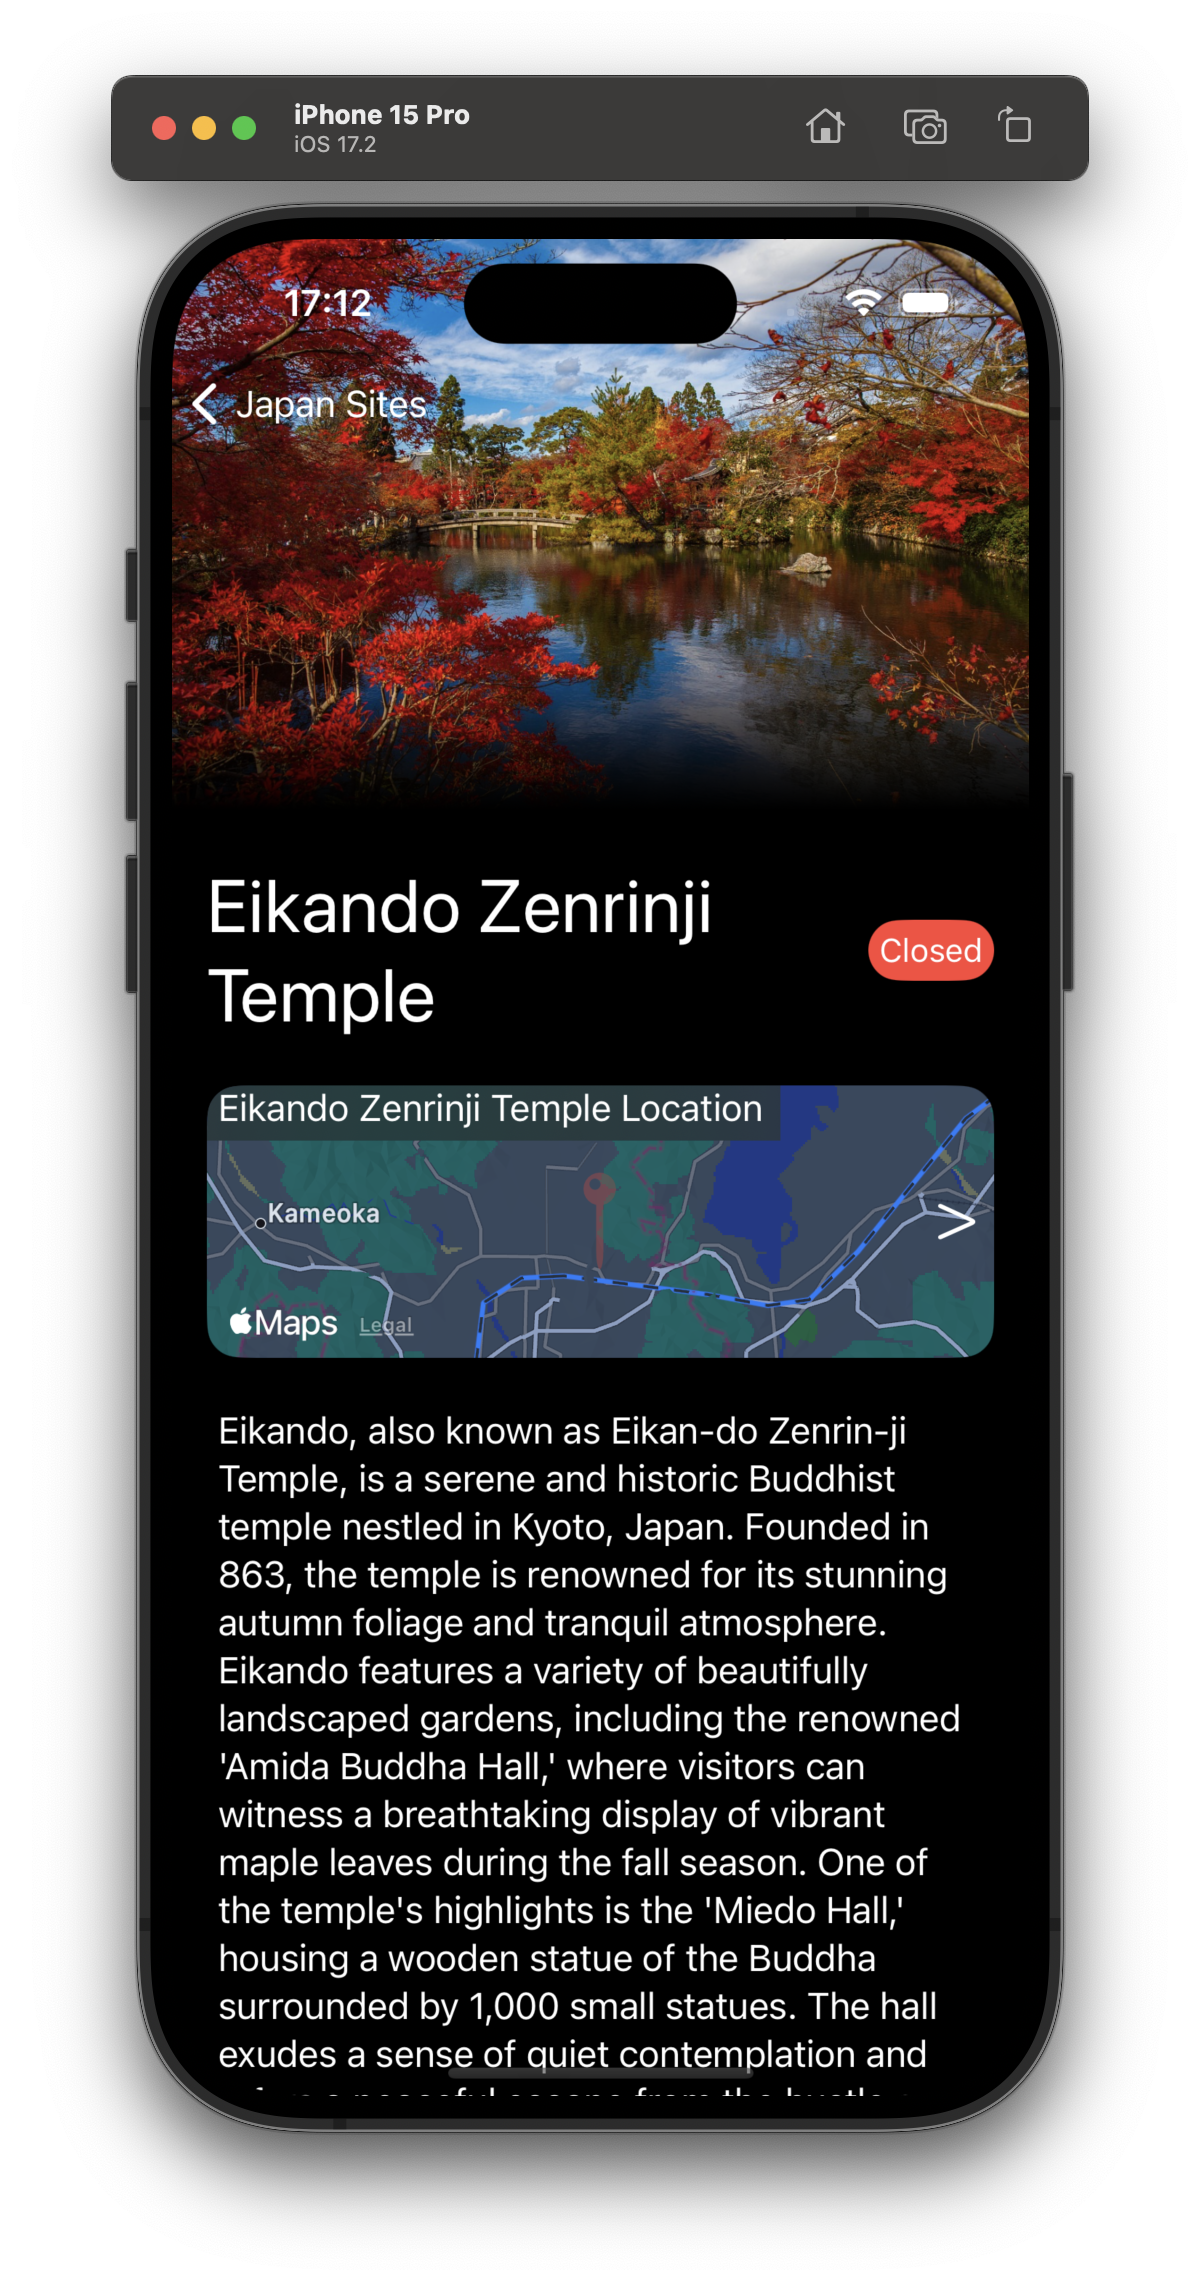 iPhone 15 Pro
iOS 17.2
17:12
Japan Sites
Eikando Zenrinji
Temple
Closed
Eikando Zenrinji Temple Location
Kameoka
Maps Legal
Eikando, also known as Eikan-do Zenrin-ji
Temple, is a serene and historic Buddhist
temple nestled in Kyoto, Japan. Founded in
863, the temple is renowned for its stunning
autumn foliage and tranquil atmosphere.
Eikando features a variety of beautifully
landscaped gardens, including the renowned
'Amida Buddha Hall,' where visitors can
witness a breathtaking display of vibrant
maple leaves during the fall season. One of
the temple's highlights is the 'Miedo Hall,'
housing a wooden statue of the Buddha
surrounded by 1,000 small statues. The hall
exudes a sense of quiet contemplation and
a peaceful escape from the hustle